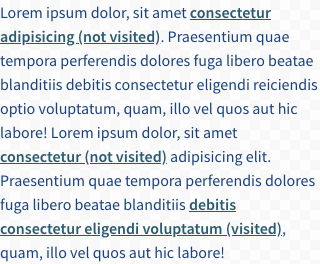 Lorem ipsum dolor, sit amet consectetur
adipisicing (not visited). Praesentium quae
tempora perferendis dolores fuga libero beatae
blanditiis debitis consectetur eligendi reiciendis
optio voluptatum, quam, illo vel quos aut hic
labore! Lorem ipsum dolor, sit amet
consectetur (not visited) adipisicing elit.
Praesentium quae tempora perferendis dolores
fuga libero beatae blanditiis debitis
consectetur eligendi voluptatum (visited),
quam, illo vel quos aut hic labore!